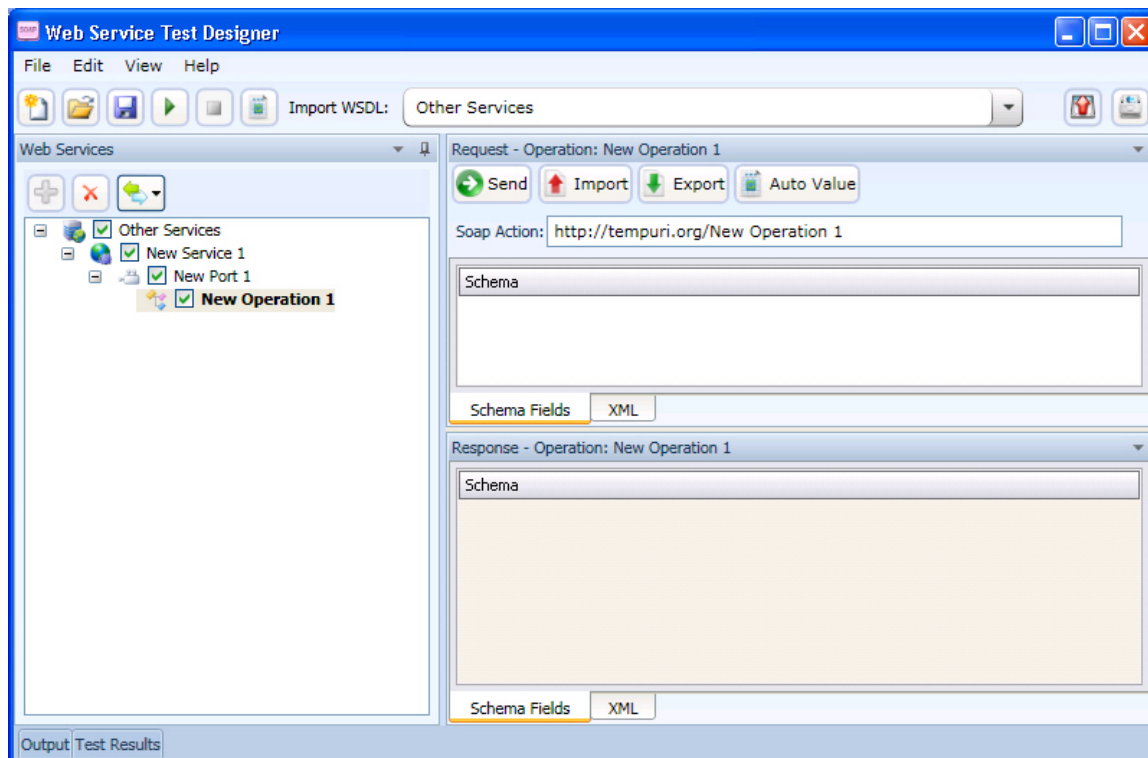 SOAP Web Service Test Designer
File Edit View Help
Import WSDL: Other Services
Web Services
Other Services
New Service 1
New Port 1
New Operation 1
Request - Operation: New Operation 1
Send Import Export Auto Value
Soap Action: http://tempuri.org/New Operation 1
Schema
Schema Fields XML
Response - Operation: New Operation 1
Schema
Schema Fields XML
Output Test Results